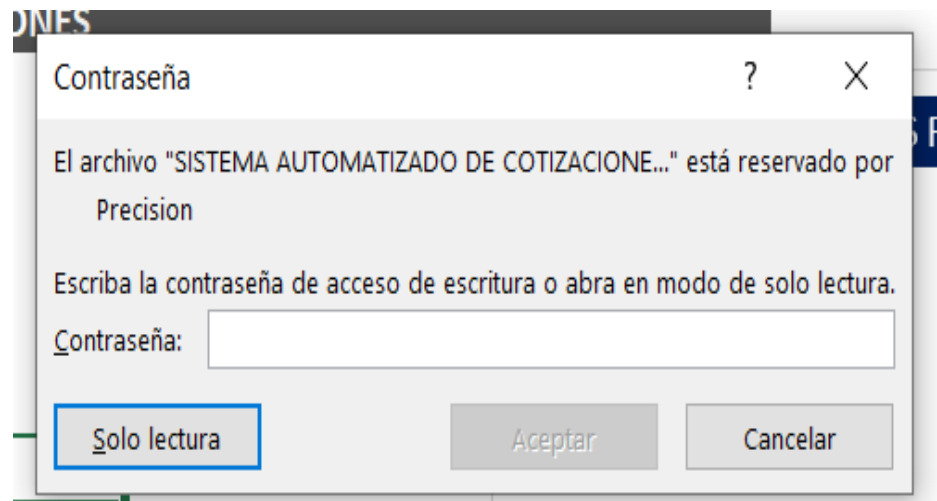 ONES
Contraseña ? X
S F
El archivo "SISTEMA AUTOMATIZADO DE COTIZACIONE..." está reservado por
Precision
Escriba la contraseña de acceso de escritura o abra en modo de solo lectura.
Contraseña:
Solo lectura Aceptar Cancelar